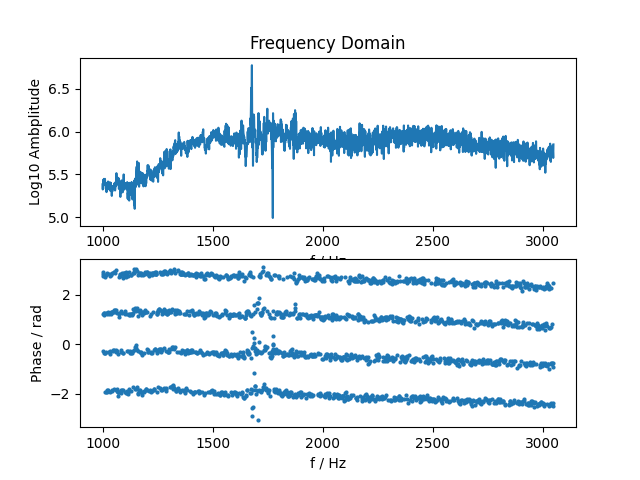 Frequency Domain
Log10 Ambplitude
6.5
6.0
5.5
5.0
1000 1500 2000 2500 3000
f / Hz
Phase / rad
2
0
−2
1000 1500 2000 2500 3000
f / Hz